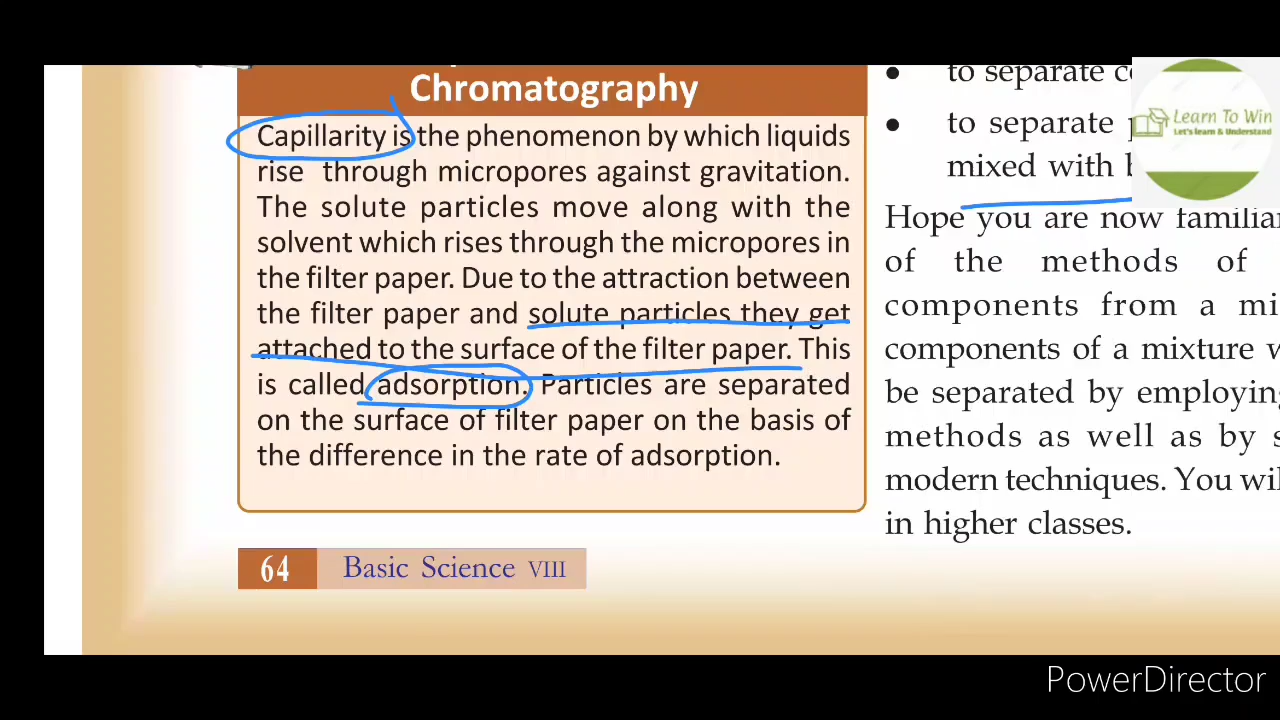 Chromatography
Capillarity is the phenomenon by which liquids
rise through micropores against gravitation.
The solute particles move along with the
solvent which rises through the micropores in
the filter paper. Due to the attraction between
the filter paper and solute particles they get
attached to the surface of the filter paper. This
is called adsorption. Particles are separated
on the surface of filter paper on the basis of
the difference in the rate of adsorption.
64 Basic Science VIII
• to separate
• to separate
mixed with
Hope you are now familiar
of the methods of
components from a
components of a mixture
be separated by employing
methods as well as by
modern techniques. You
in higher classes.
Learn To Win
Let's learn & Understand
PowerDirector